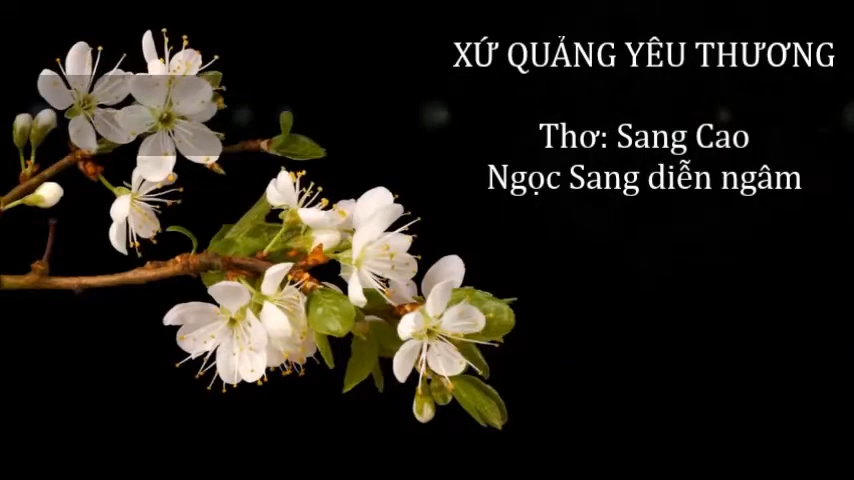 XỨ QUẢNG YÊU THƯƠNG
Thơ: Sang Cao
Ngọc Sang diễn ngâm